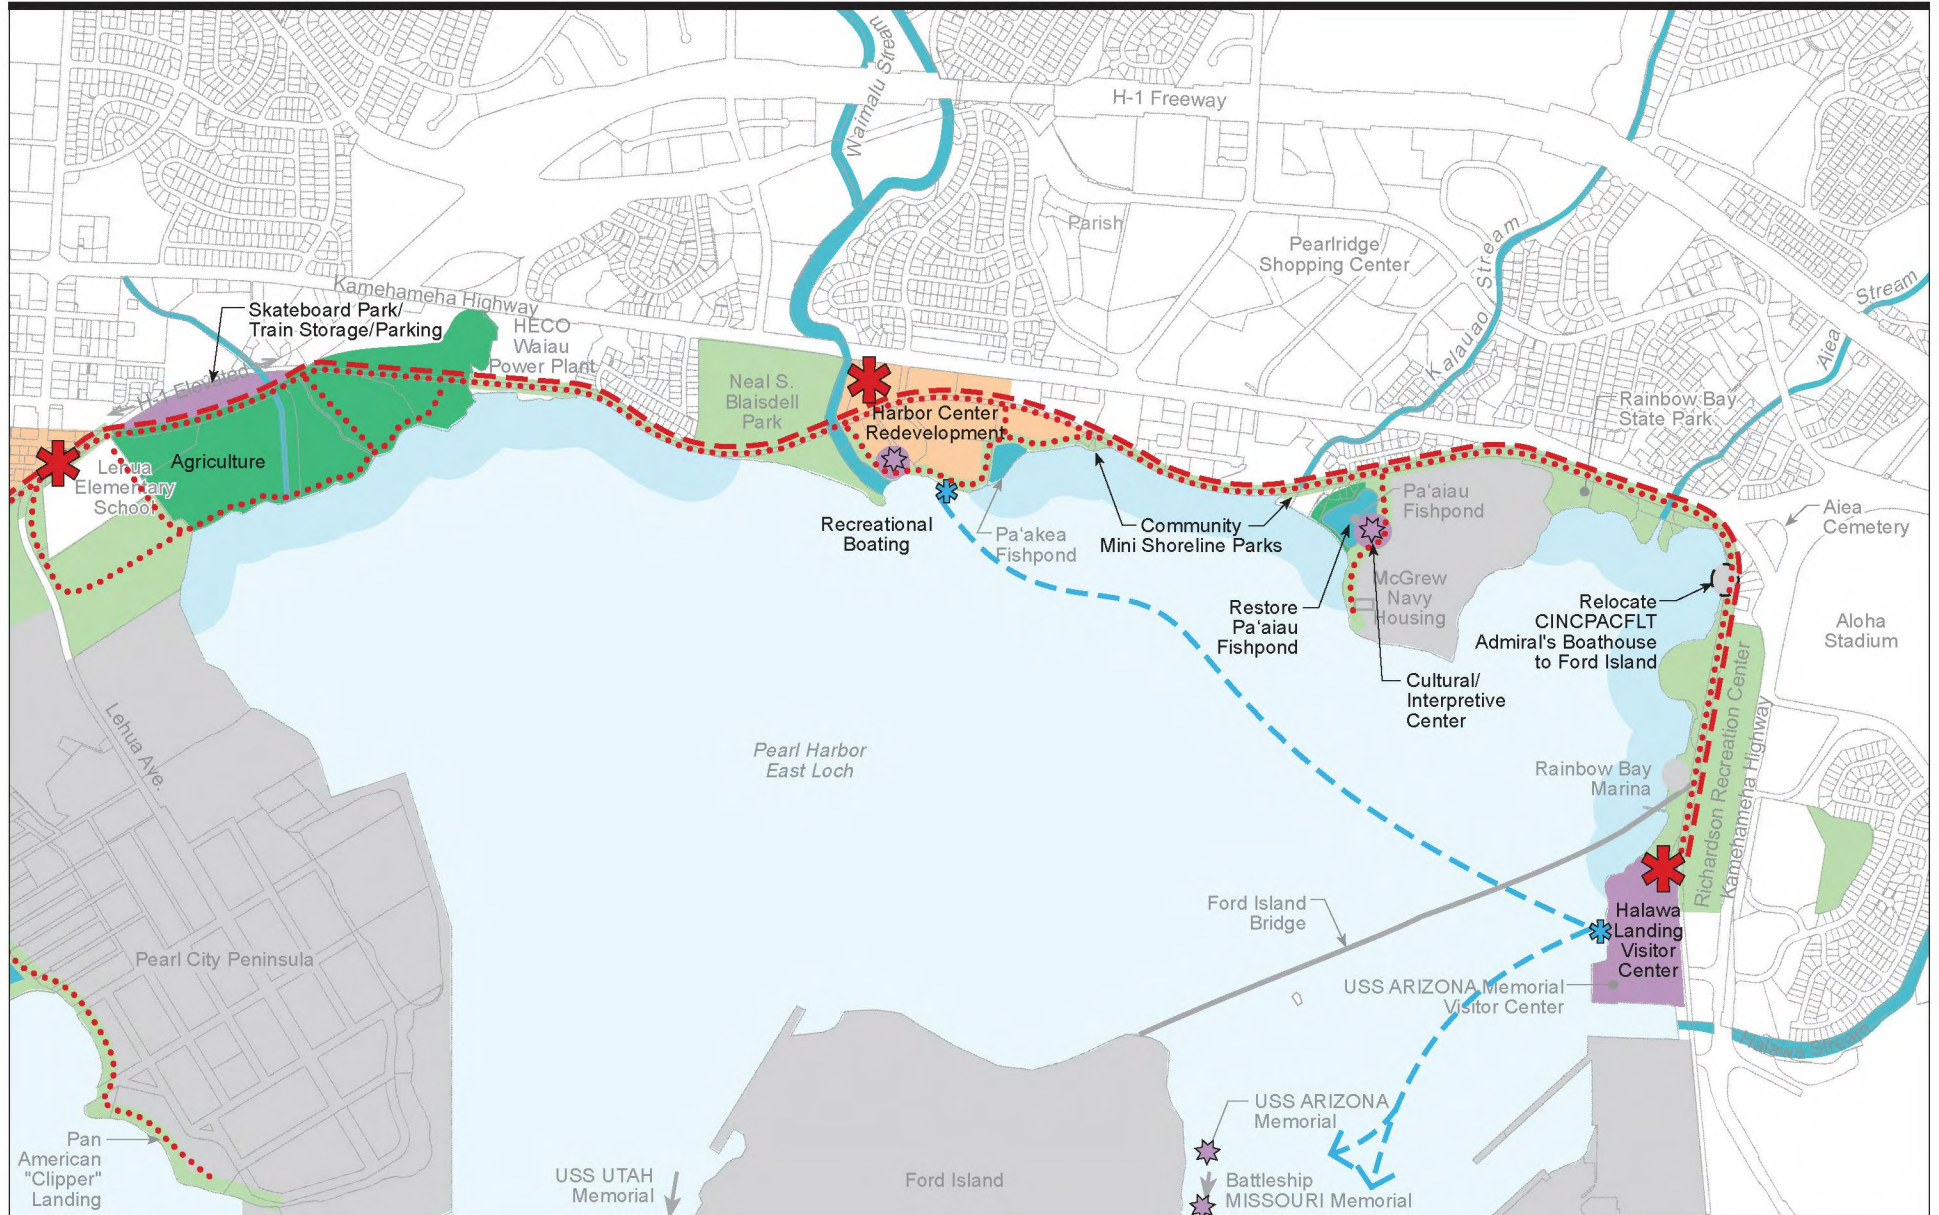 Waimalu Stream
H-1 Freeway
Parish
Pearlridge
Shopping Center
Kalauao Stream
Aiea Stream
Kamehameha Highway
Skateboard Park/
Train Storage/Parking
H-1 Elevated
HECO
Waiau
Power Plant
Neal S.
Blaisdell
Park
Harbor Center
Redevelopment
Rainbow Bay
State Park
Lehua
Elementary
School
Agriculture
Recreational
Boating
Pa'akea
Fishpond
Community
Mini Shoreline Parks
Pa'aiau
Fishpond
Aiea
Cemetery
McGrew
Navy
Housing
Restore
Pa'aiau
Fishpond
Relocate
CINCPACFLT
Admiral's Boathouse
to Ford Island
Aloha
Stadium
Cultural/
Interpretive
Center
Lehua Ave.
Pearl Harbor
East Loch
Rainbow Bay
Marina
Richardson Recreation Center
Kamehameha Highway
Ford Island
Bridge
Halawa
Landing
Visitor
Center
Pearl City Peninsula
USS ARIZONA Memorial
Visitor Center
Halawa Stream
USS ARIZONA
Memorial
Pan
American
"Clipper"
Landing
USS UTAH
Memorial
Ford Island
Battleship
MISSOURI Memorial